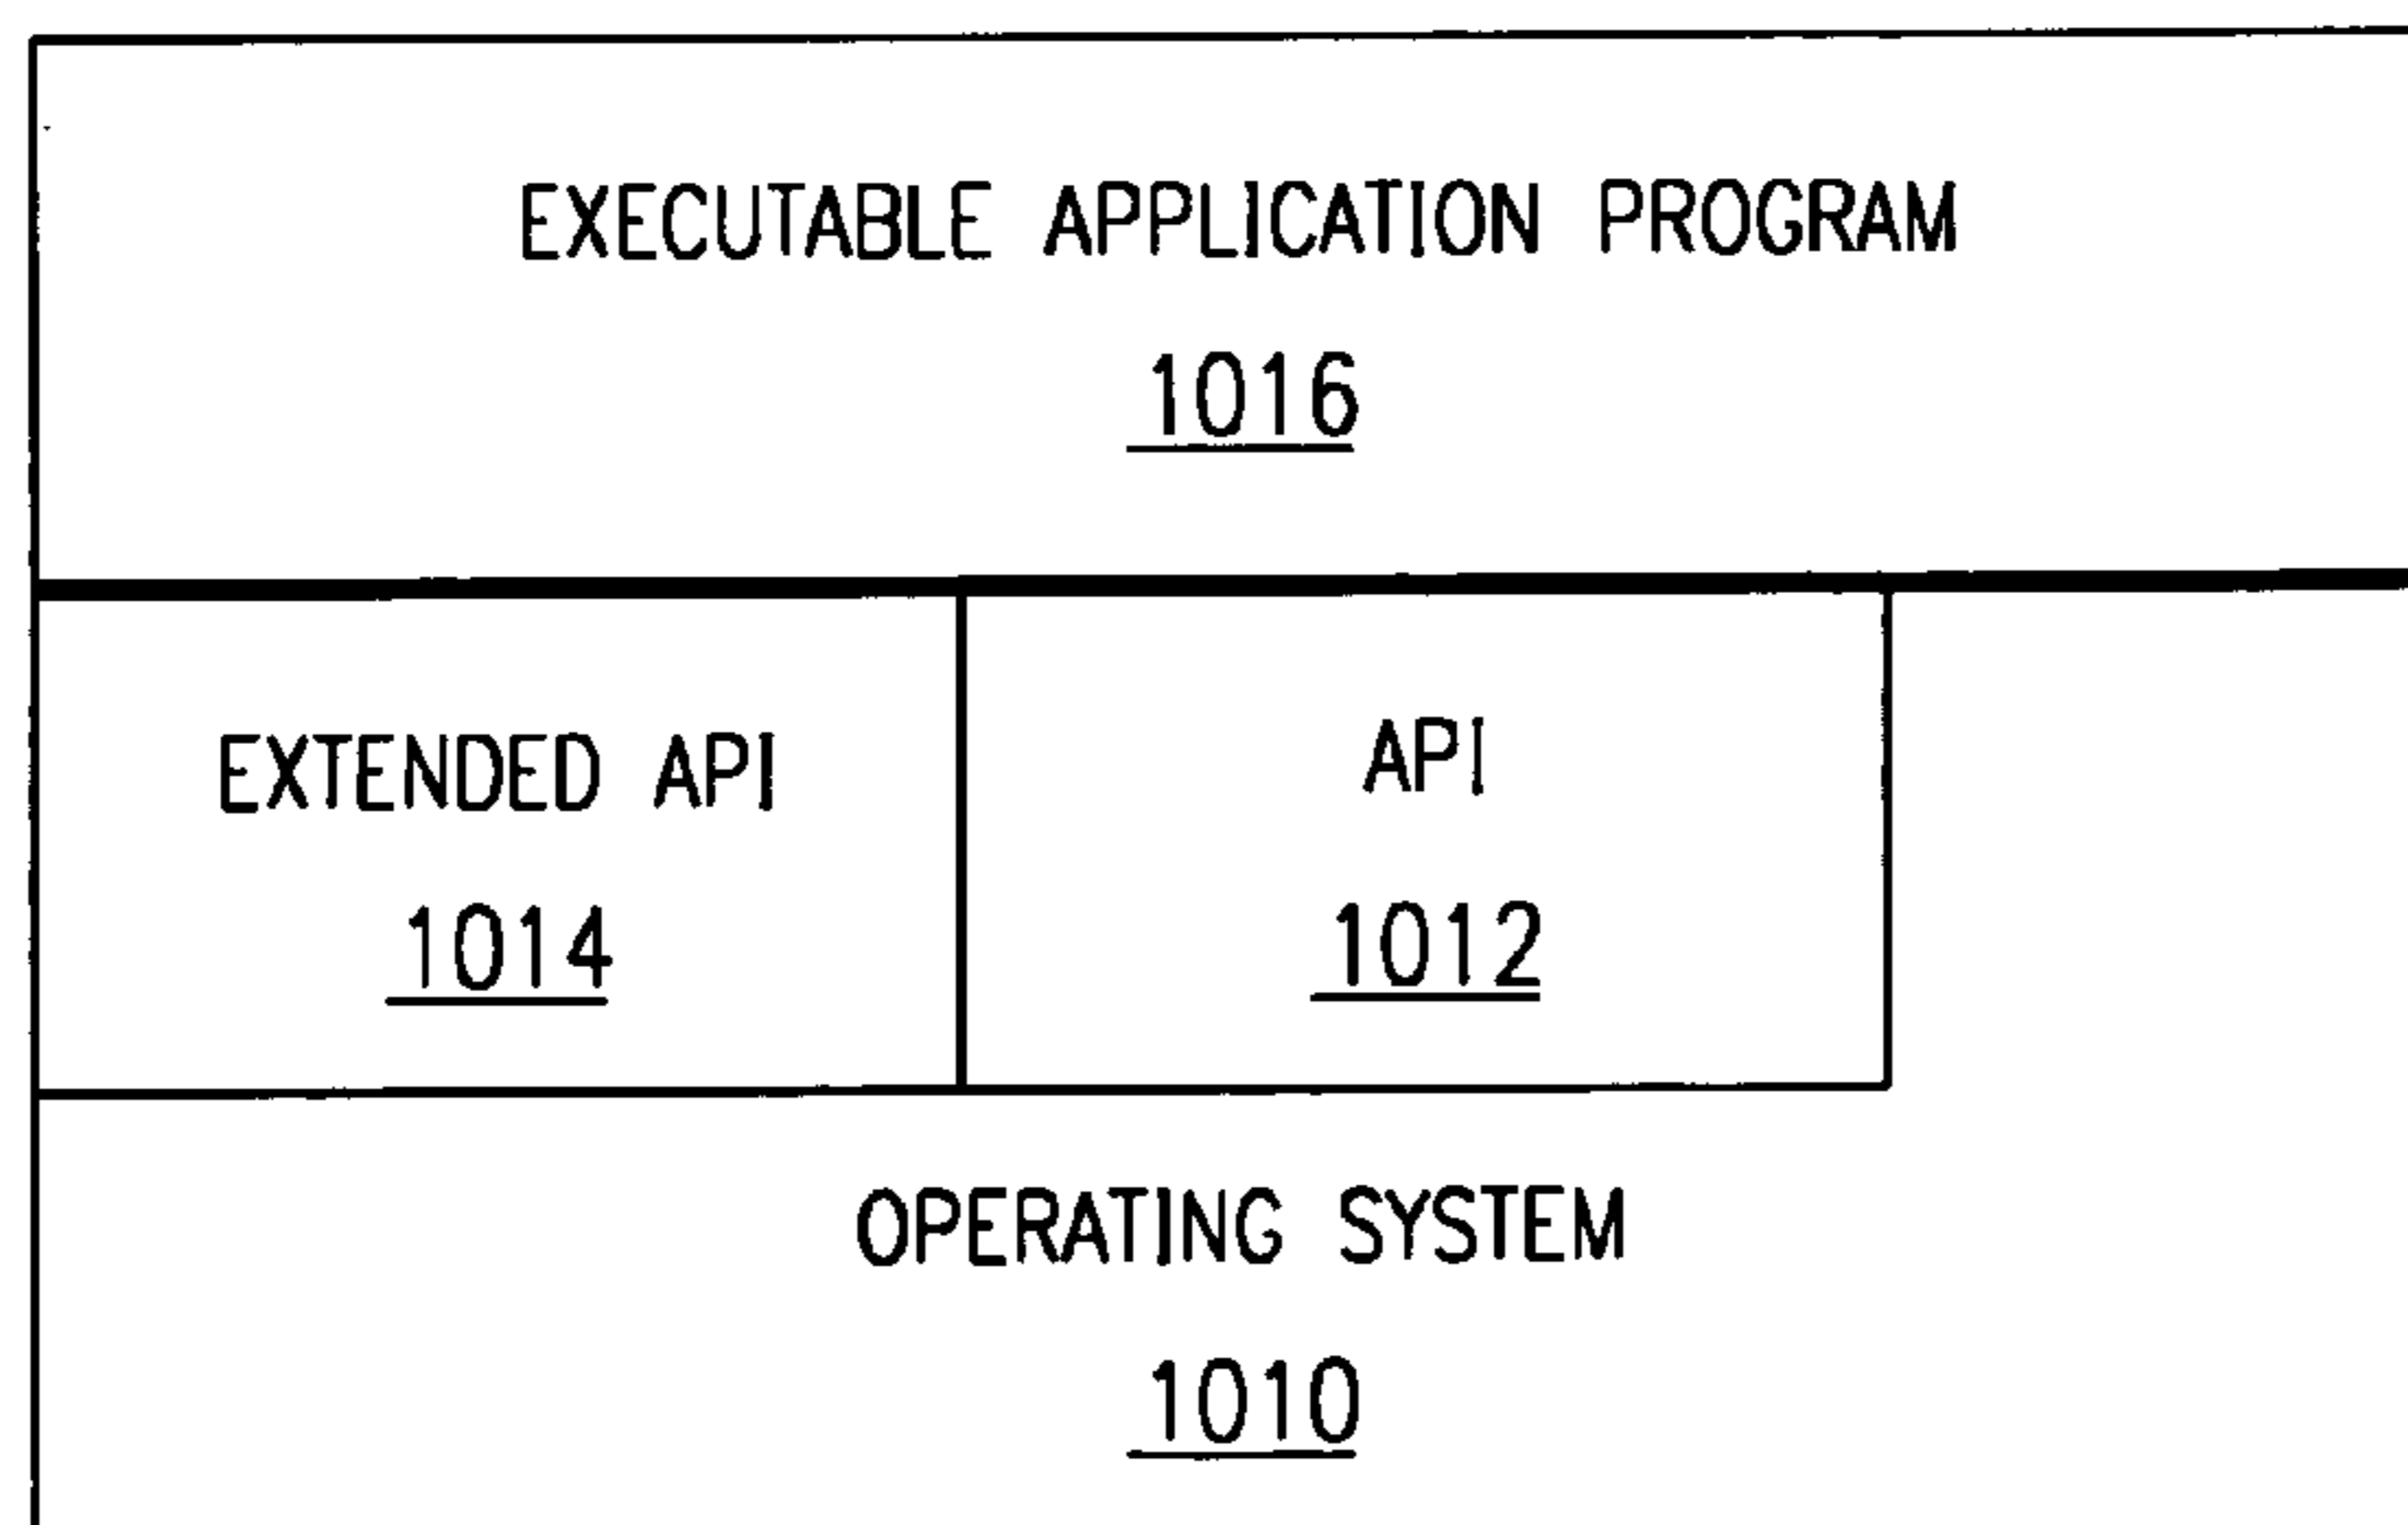 EXECUTABLE APPLICATION PROGRAM
1016
EXTENDED API
1014
API
1012
OPERATING SYSTEM
1010